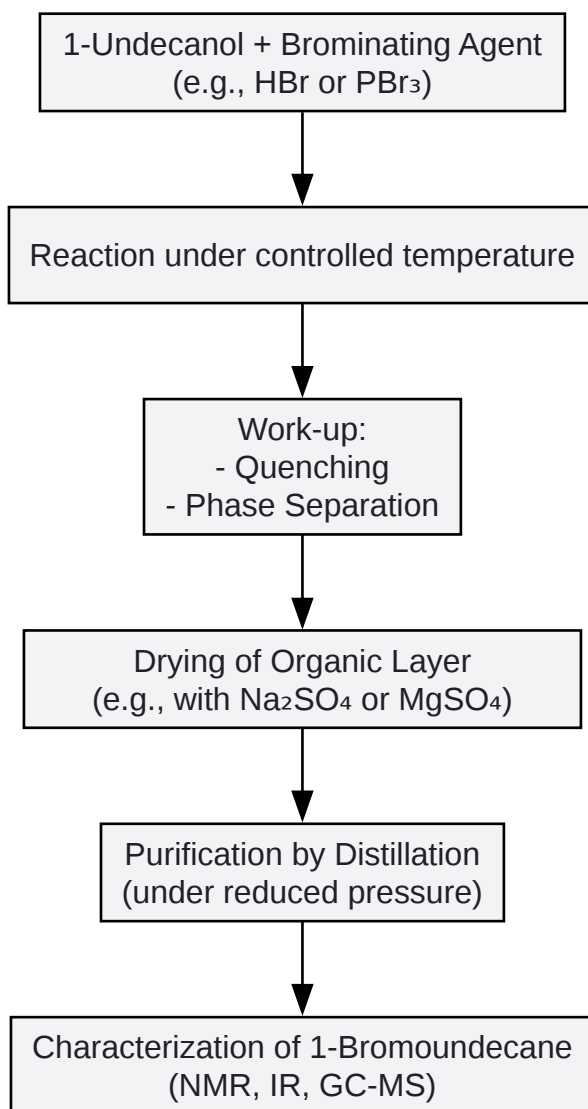 1-Undecanol + Brominating Agent
(e.g., HBr or PBr₃)
Reaction under controlled temperature
Work-up:
- Quenching
- Phase Separation
Drying of Organic Layer
(e.g., with Na₂SO₄ or MgSO₄)
Purification by Distillation
(under reduced pressure)
Characterization of 1-Bromoundecane
(NMR, IR, GC-MS)